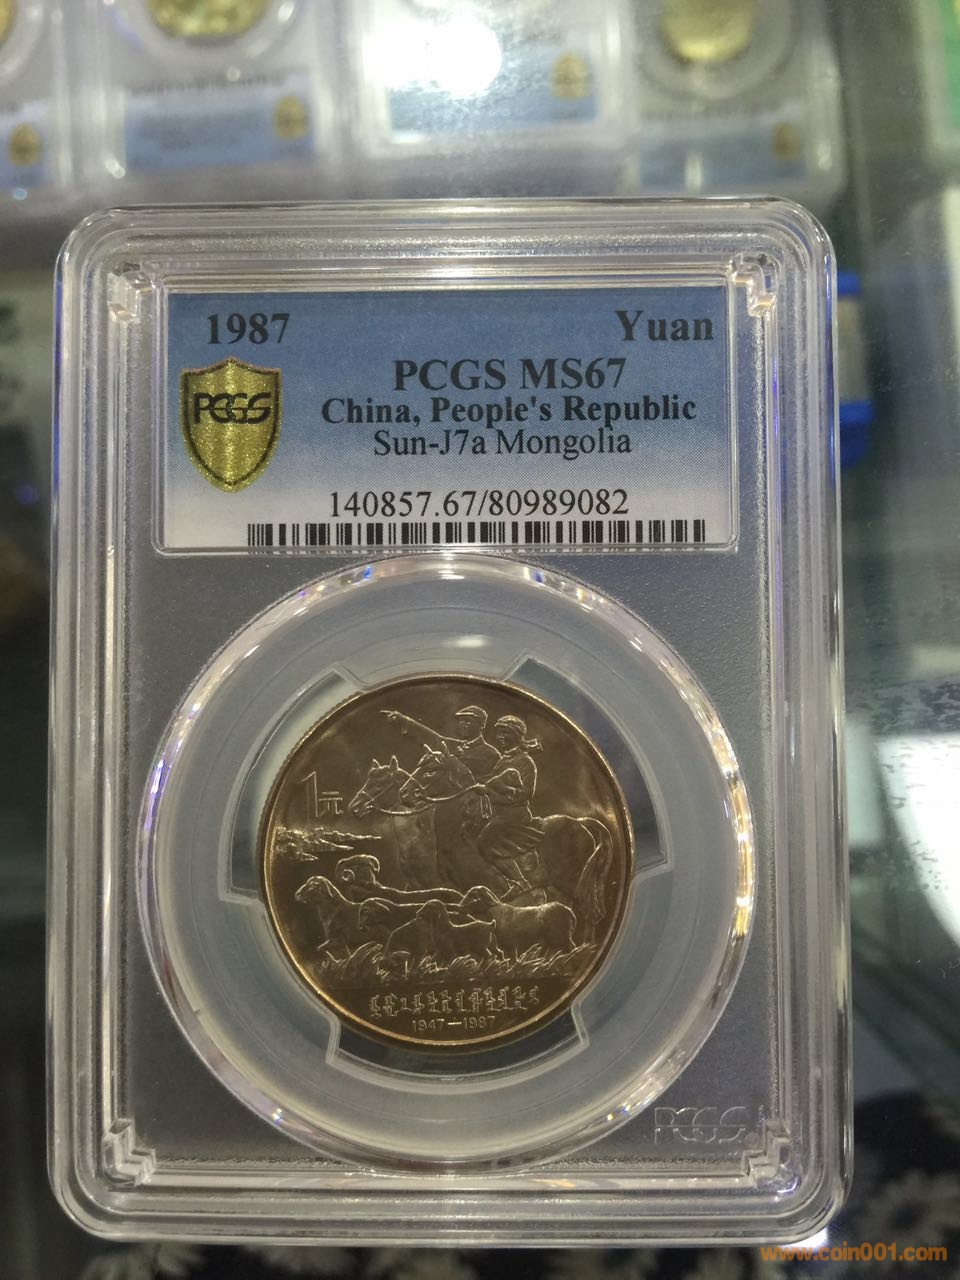 1987 Yuan
PCGS
PCGS MS67
China, People's Republic
Sun-J7a Mongolia
140857.67/80989082
1元
1947—1987
PCGS
www.coin001.com